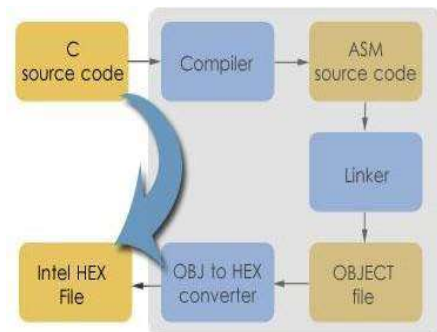 C
source code
Compiler
ASM
source code
Linker
Intel HEX
File
OBJ to HEX
converter
OBJECT
file